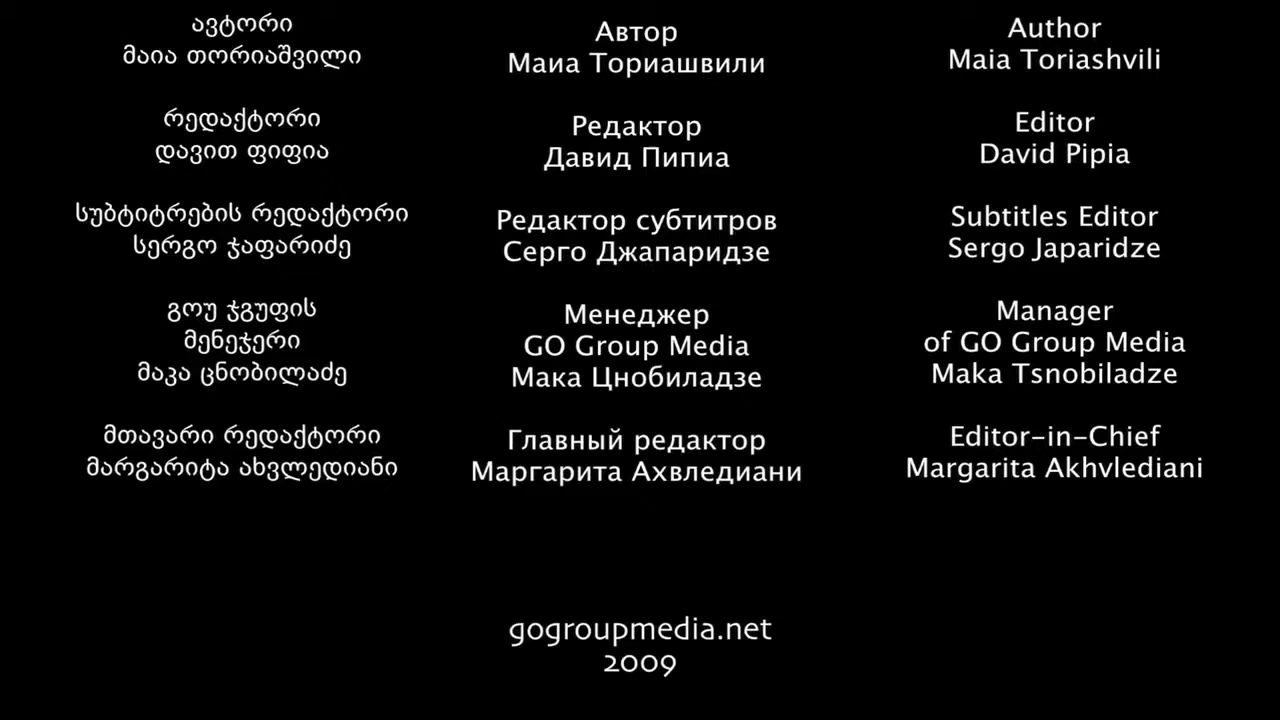 ავტორი
მაია თორიაშვილი
რედაქტორი
დავით ფიფია
სუბტიტრების რედაქტორი
სერგო ჯაფარიძე
გოუ ჯგუფის
მენეჯერი
მაკა ცნობილაძე
მთავარი რედაქტორი
მარგარიტა ახვლედიანი
Автор
Маиа Ториашвили
Редактор
Давид Пипиа
Редактор субтитров
Серго Джапаридзе
Менеджер
GO Group Media
Мака Цнобиладзе
Главный редактор
Маргарита Ахвледиани
Author
Maia Toriashvili
Editor
David Pipia
Subtitles Editor
Sergo Japaridze
Manager
of GO Group Media
Maka Tsnobiladze
Editor-in-Chief
Margarita Akhvlediani
gogroupmedia.net
2009